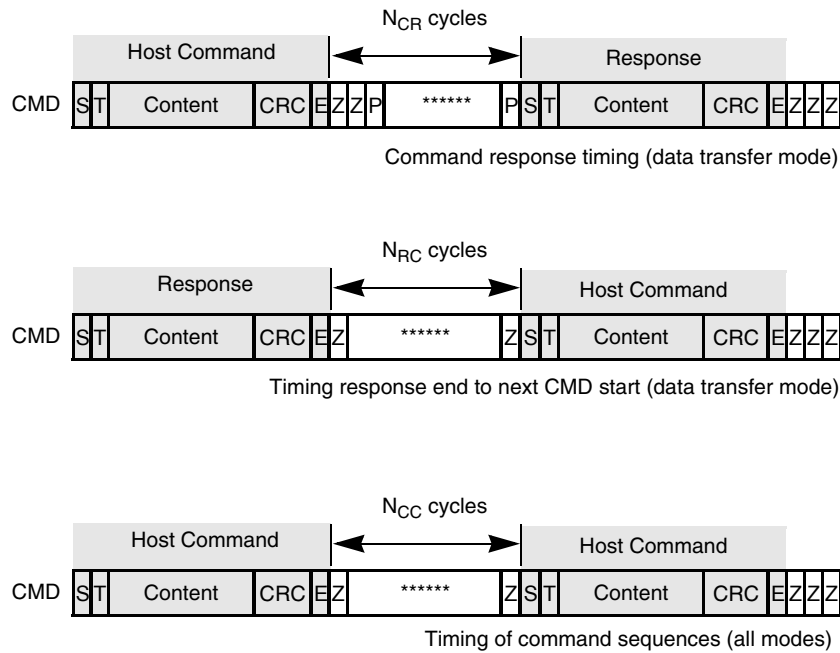 N_CR cycles
Host Command Response
CMD S T Content CRC E Z Z P ****** P S T Content CRC E Z Z Z
Command response timing (data transfer mode)
N_RC cycles
Response Host Command
CMD S T Content CRC E Z ****** Z S T Content CRC E Z Z Z
Timing response end to next CMD start (data transfer mode)
N_CC cycles
Host Command Host Command
CMD S T Content CRC E Z ****** Z S T Content CRC E Z Z Z
Timing of command sequences (all modes)